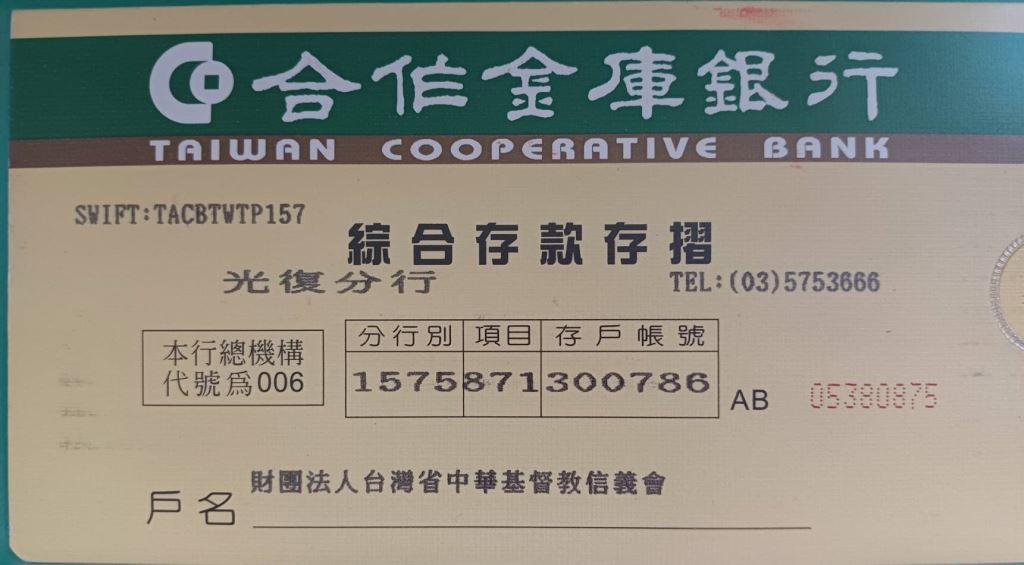 合作金庫銀行
TAIWAN COOPERATIVE BANK
SWIFT:TACBTWTP157
綜合存款存摺
光復分行
TEL:(03)5753666
本行總機構
代號為006
分行別 項目 存戶帳號
1575871300786
AB 05380875
戶名 財團法人台灣省中華基督教信義會